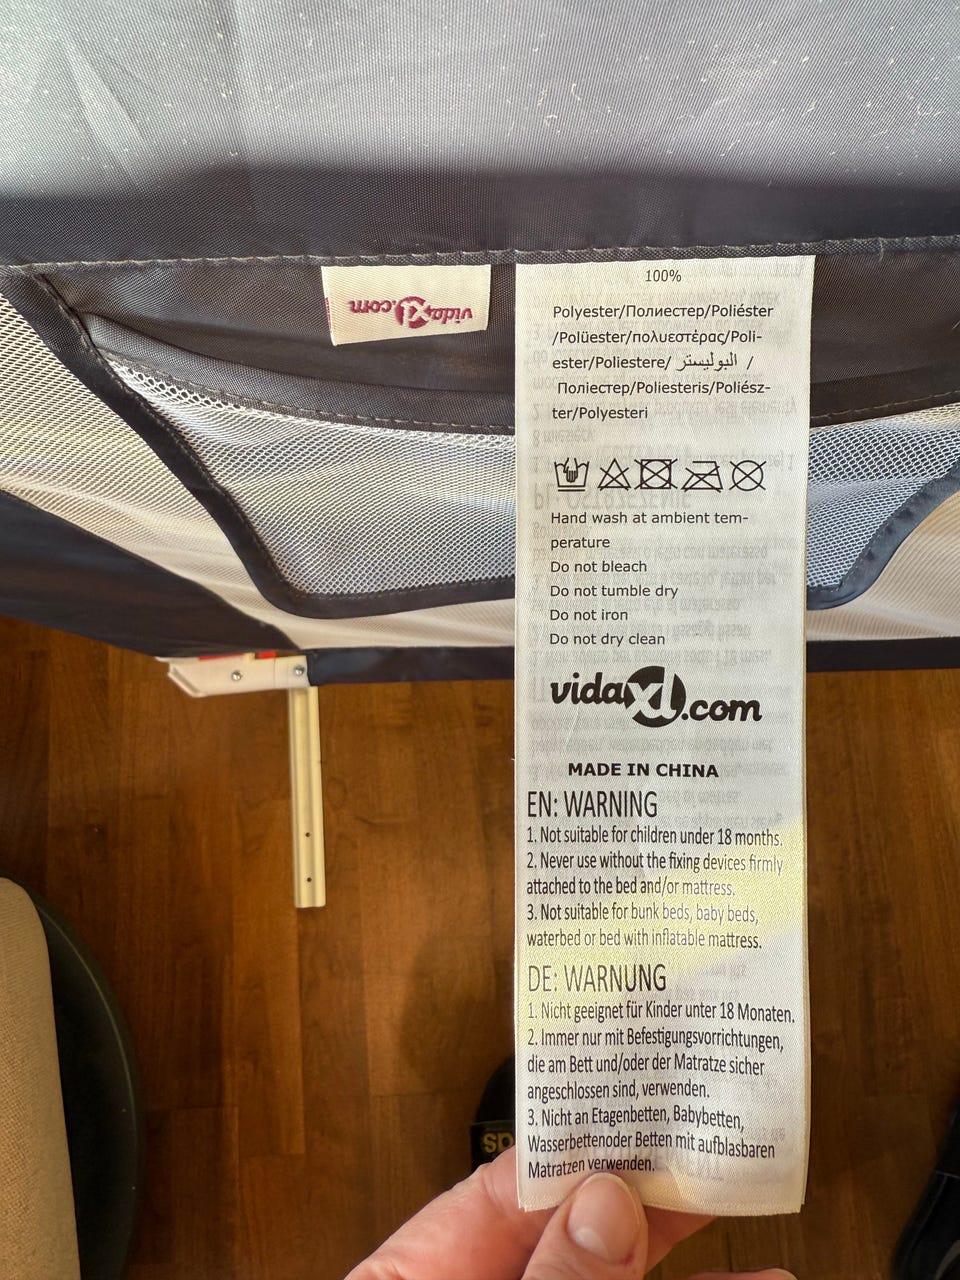 vidaXL.com
100%
Polyester/Полиестер/Poliéster
/Polüester/πολυεστέρας/Poli-
ester/Poliestere/ البوليستر /
Поліестер/Poliesteris/Poliész-
ter/Polyesteri
Hand wash at ambient tem-
perature
Do not bleach
Do not tumble dry
Do not iron
Do not dry clean
vidaXL.com
MADE IN CHINA
EN: WARNING
1. Not suitable for children under 18 months.
2. Never use without the fixing devices firmly
attached to the bed and/or mattress.
3. Not suitable for bunk beds, baby beds,
waterbed or bed with inflatable mattress.
DE: WARNUNG
1. Nicht geeignet für Kinder unter 18 Monaten.
2. Immer nur mit Befestigungsvorrichtungen,
die am Bett und/oder der Matratze sicher
angeschlossen sind, verwenden.
3. Nicht an Etagenbetten, Babybetten,
Wasserbettenoder Betten mit aufblasbaren
Matratzen verwenden.